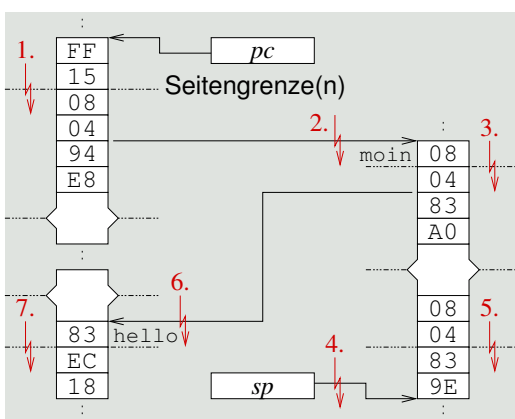 1.
FF
15
08
04
94
E8
pc
Seitengrenze(n)
2.
moin
3.
08
04
83
A0
6.
7.
83
EC
18
hello
4.
sp
5.
08
04
83
9E